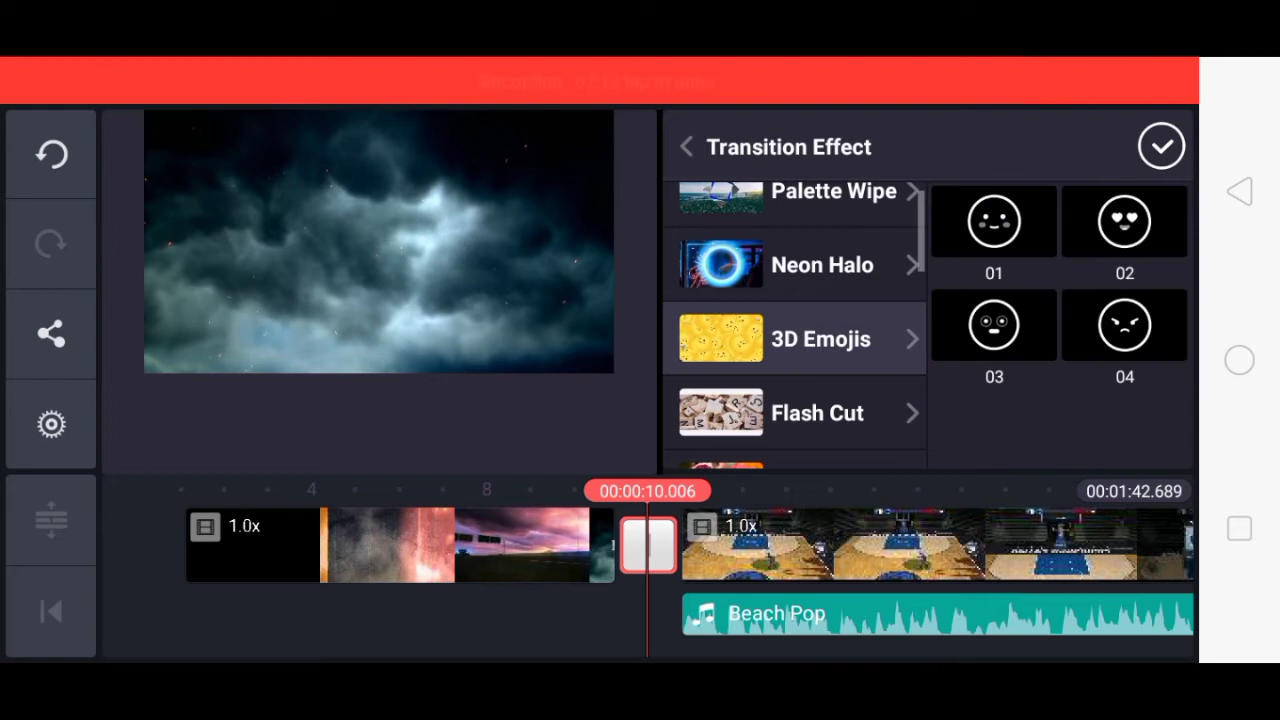 Transition Effect
Palette Wipe
Neon Halo
3D Emojis
Flash Cut
01
02
03
04
4
8
00:00:10.006
00:01:42.689
1.0x
1.0x
Beach Pop